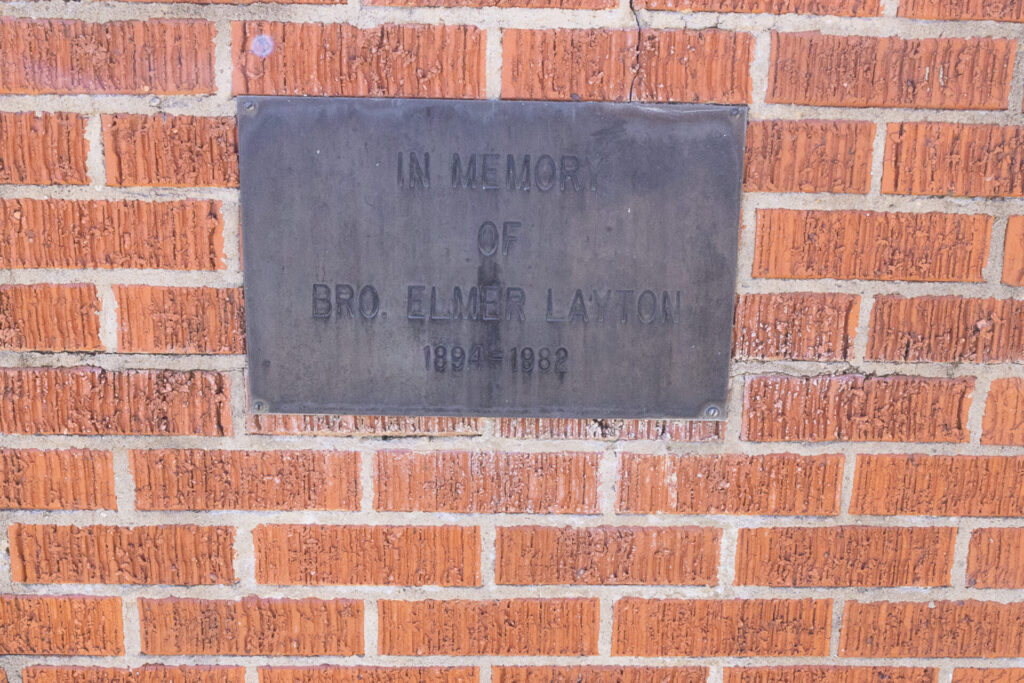 IN MEMORY
OF
BRO. ELMER LAYTON
1894-1982